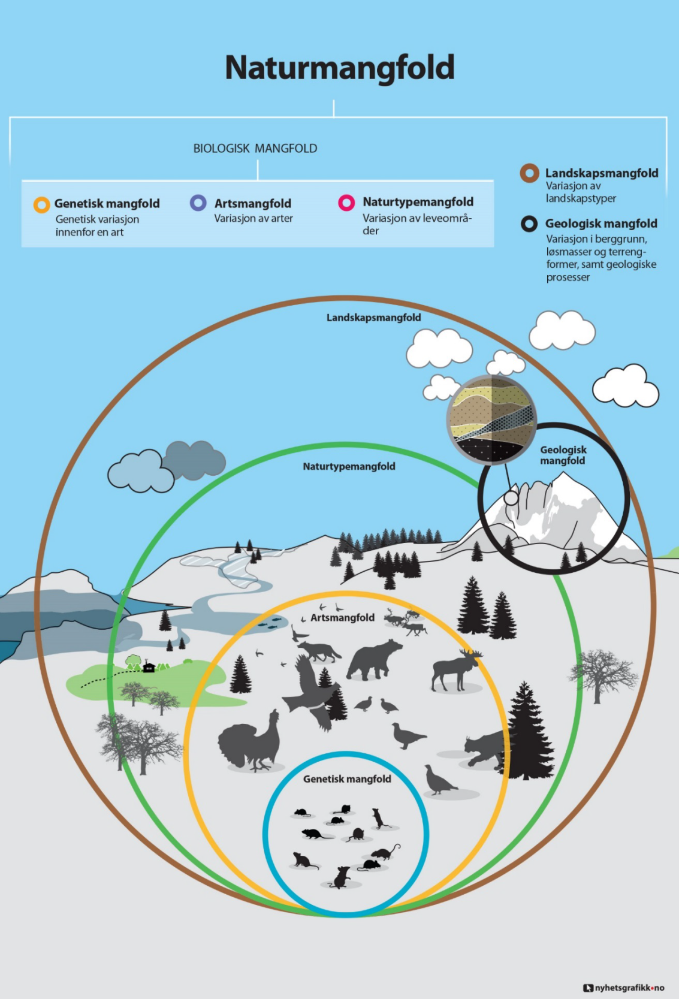 Naturmangfold
BIOLOGISK MANGFOLD
Genetisk mangfold
Genetisk variasjon
innenfor en art
Artsmangfold
Variasjon av arter
Naturtypemangfold
Variasjon av leveområ-
der
Landskapsmangfold
Variasjon av
landskapstyper
Geologisk mangfold
Variasjon i berggrunn,
løsmasser og terreng-
former, samt geologiske
prosesser
Landskapsmangfold
Geologisk
mangfold
Naturtypemangfold
Artsmangfold
Genetisk mangfold
nyhetsgrafikk•no